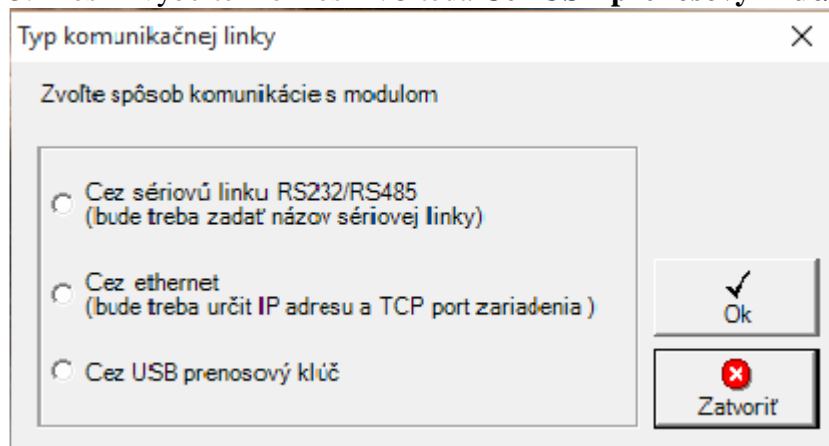 Typ komunikačnej linky
Zvoľte spôsob komunikácie s modulom
Cez sériovú linku RS232/RS485
(bude treba zadať názov sériovej linky)
Cez ethernet
(bude treba určit IP adresu a TCP port zariadenia )
Ok
Cez USB prenosový kľúč
Zatvoriť